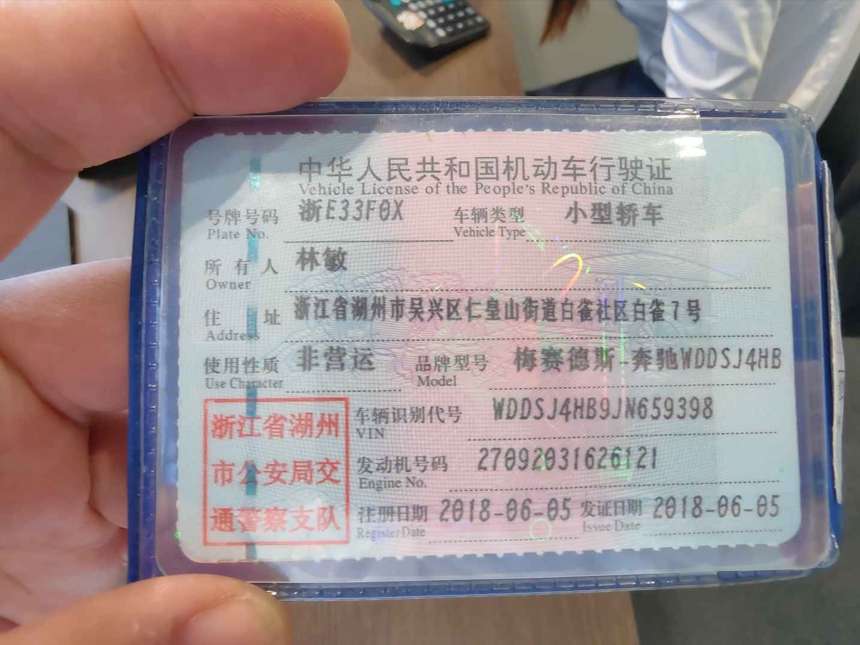 中华人民共和国机动车行驶证
Vehicle License of the People's Republic of China
号牌号码 浙E33F0X 车辆类型 小型轿车
Plate No. Vehicle Type
所有人 林敏
Owner
住址 浙江省湖州市吴兴区仁皇山街道白雀社区白雀7号
Address
使用性质 非营运 品牌型号 梅赛德斯-奔驰WDDSJ4HB
Use Character Model
浙江省湖州
市公安局交
通警察支队
车辆识别代号 WDDSJ4HB9JN659398
VIN
发动机号码 27092031626121
Engine No.
注册日期 2018-06-05 发证日期 2018-06-05
Register Date Issue Date